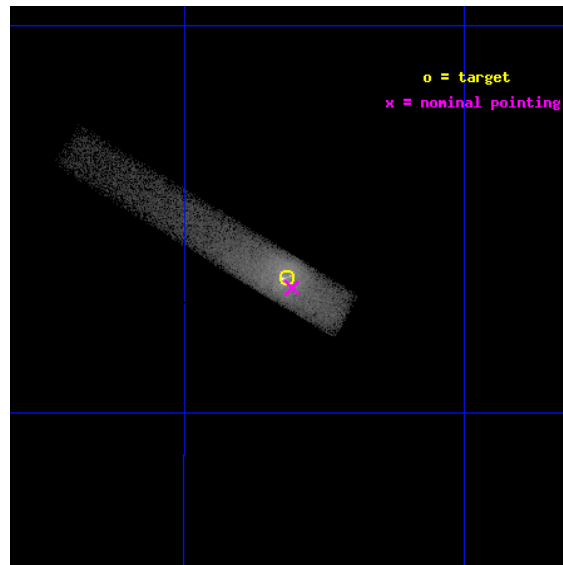 o = target
x = nominal pointing